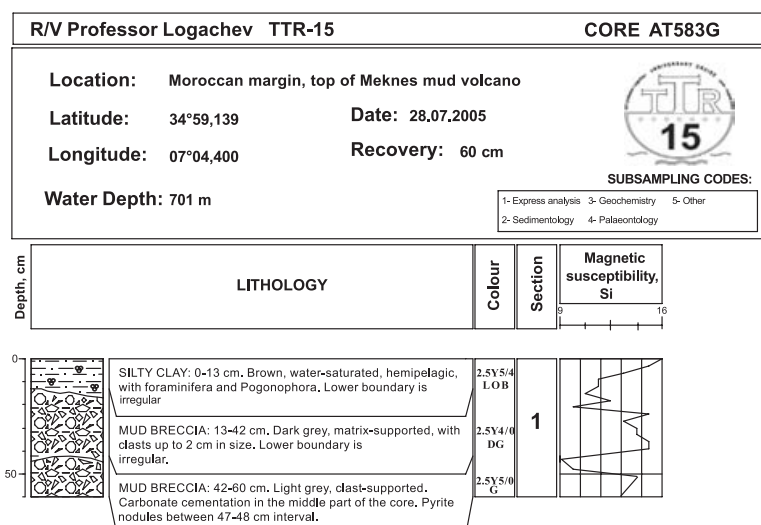 R/V Professor Logachev TTR-15 CORE AT583G
Location: Moroccan margin, top of Meknes mud volcano
Latitude: 34°59,139 Date: 28.07.2005
Longitude: 07°04,400 Recovery: 60 cm
Water Depth: 701 m
TTR
15
SUBSAMPLING CODES:
1- Express analysis 3- Geochemistry 5- Other
2- Sedimentology 4- Palaeontology
Depth, cm
LITHOLOGY
Colour
Section
Magnetic
susceptibility,
Si
9 16
0
SILTY CLAY: 0-13 cm. Brown, water-saturated, hemipelagic,
with foraminifera and Pogonophora. Lower boundary is
irregular
2.5Y5/4
LOB
MUD BRECCIA: 13-42 cm. Dark grey, matrix-supported, with
clasts up to 2 cm in size. Lower boundary is
irregular.
2.5Y4/0
DG
1
50
MUD BRECCIA: 42-60 cm. Light grey, clast-supported.
Carbonate cementation in the middle part of the core. Pyrite
nodules between 47-48 cm interval.
2.5Y5/0
G